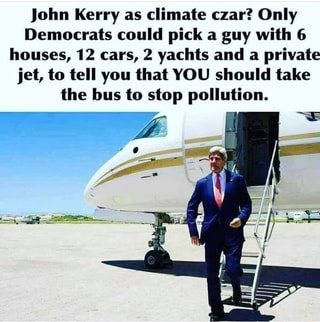 John Kerry as climate czar? Only
Democrats could pick a guy with 6
houses, 12 cars, 2 yachts and a private
jet, to tell you that YOU should take
the bus to stop pollution.